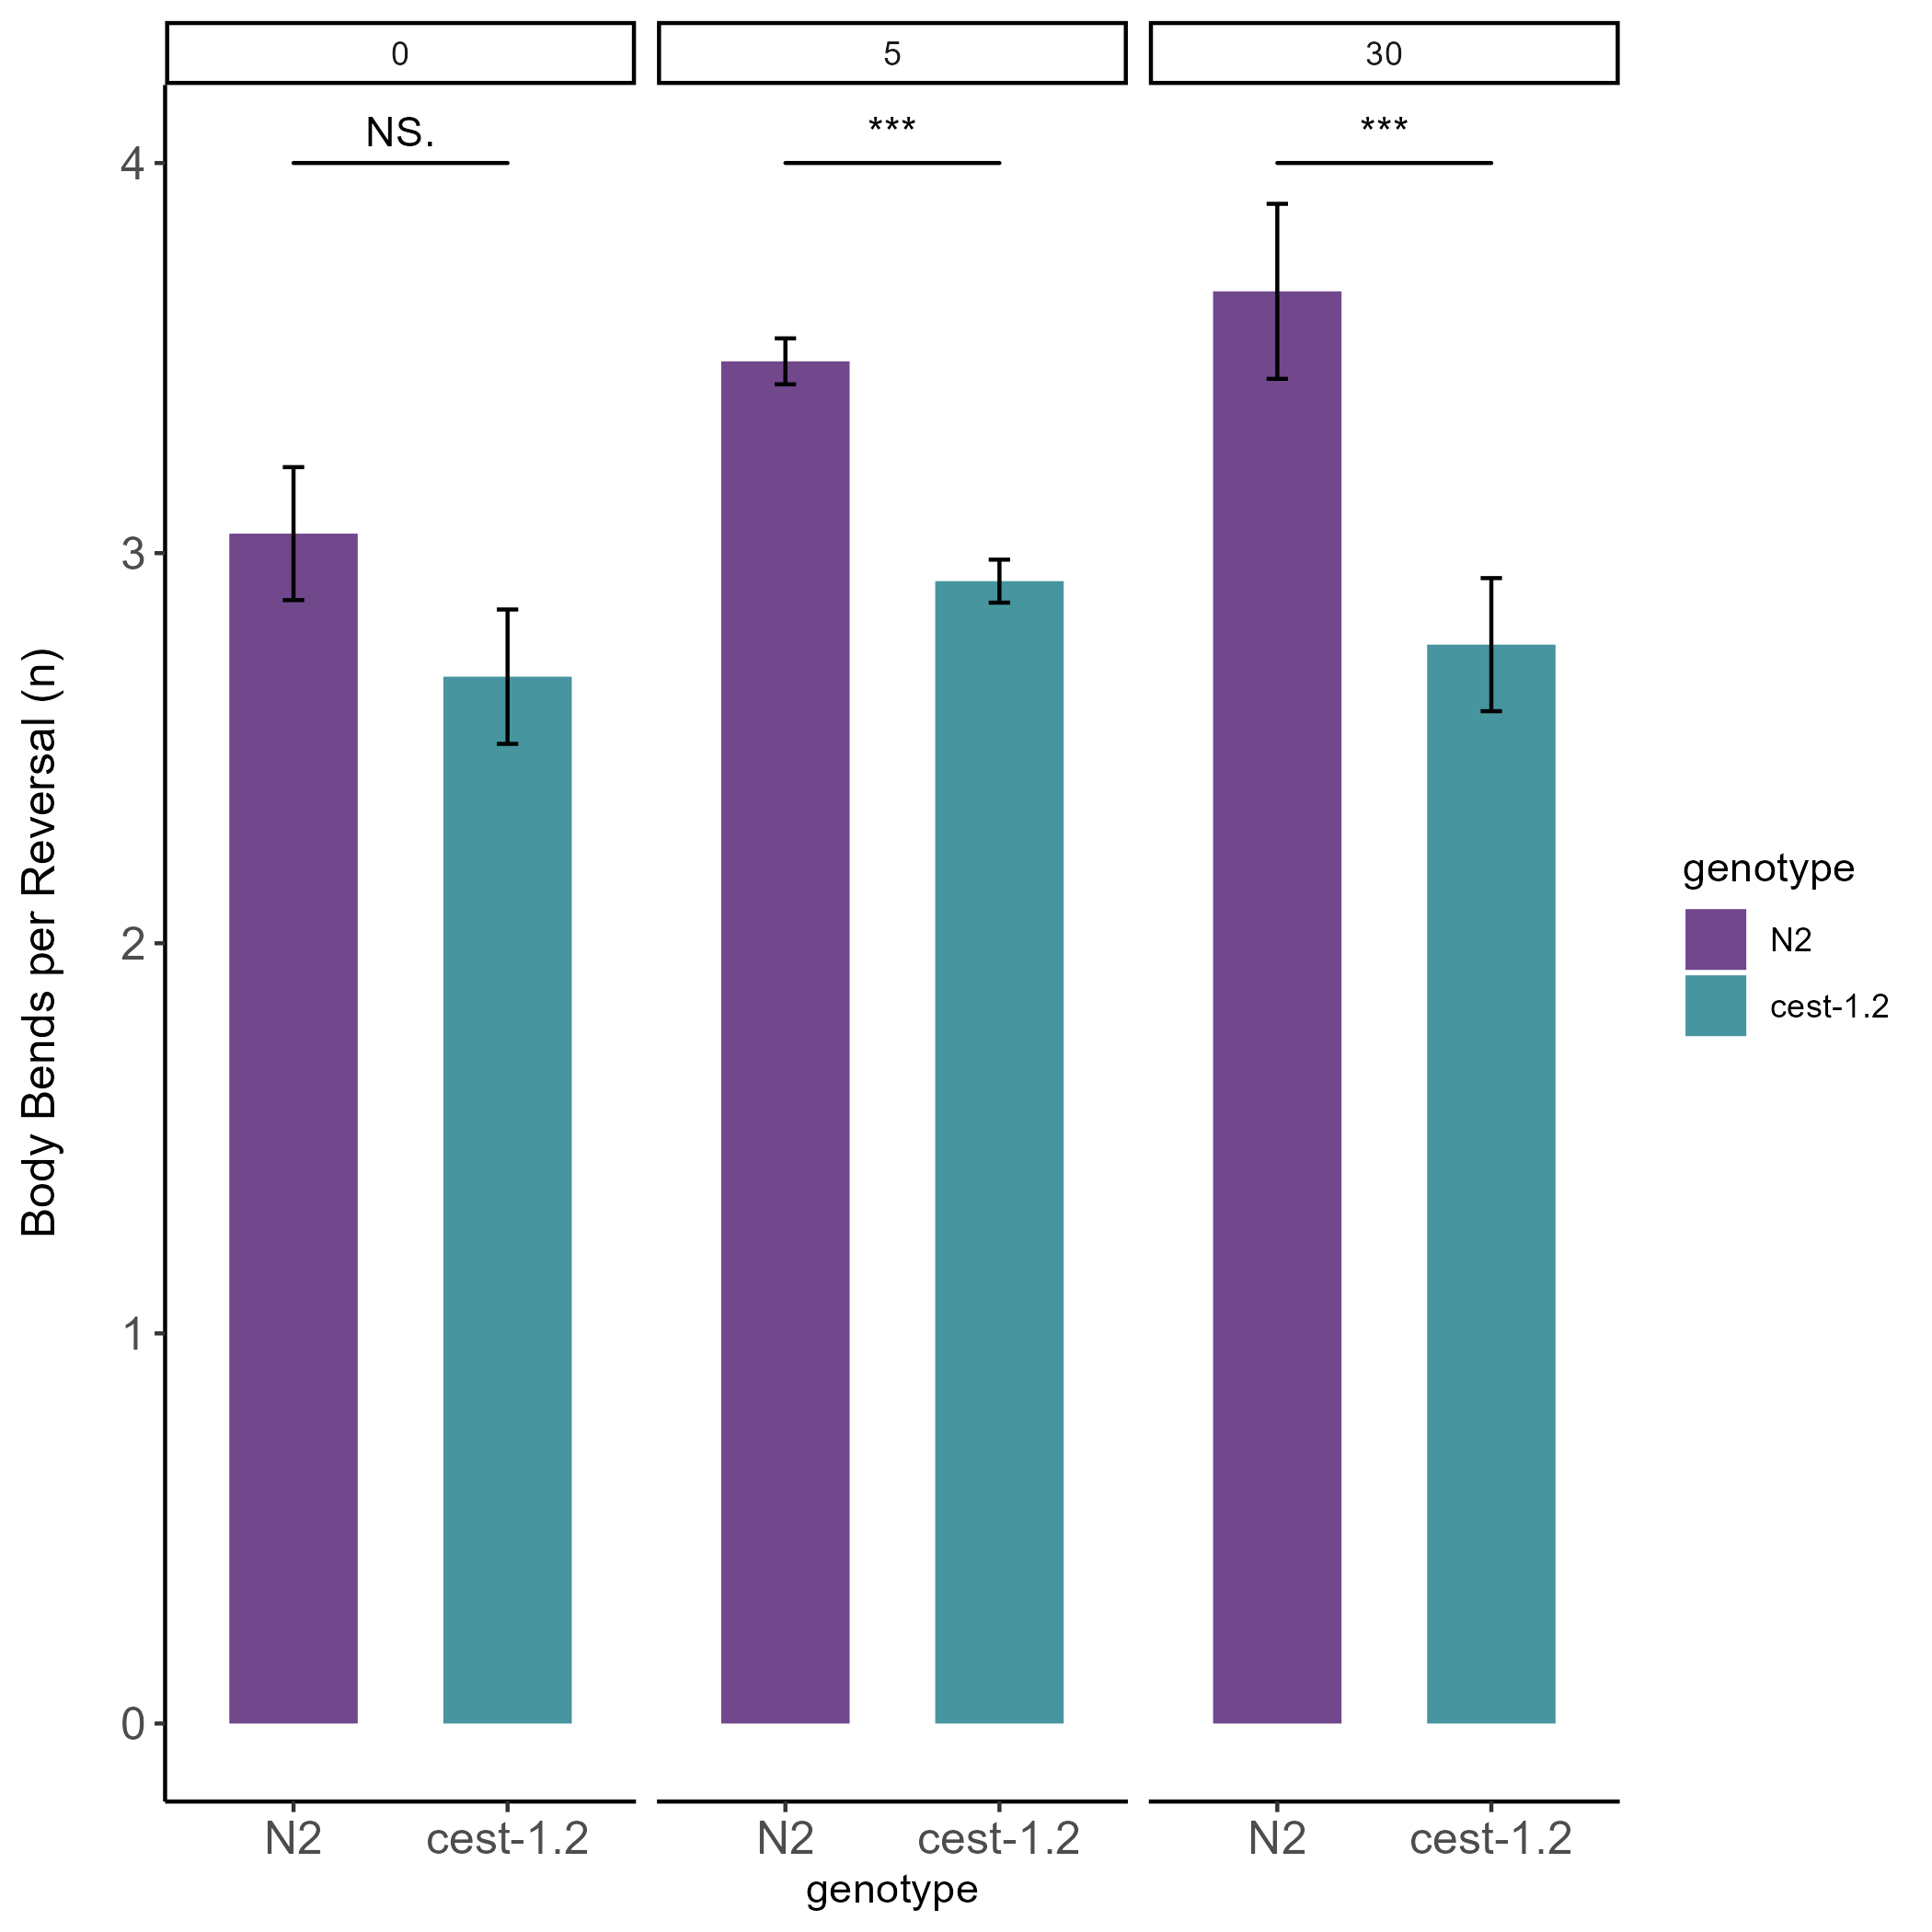 0 5 30
NS. *** ***
4
3
2
1
0
Body Bends per Reversal (n)
genotype
N2
cest-1.2
N2 cest-1.2 N2 cest-1.2 N2 cest-1.2
genotype